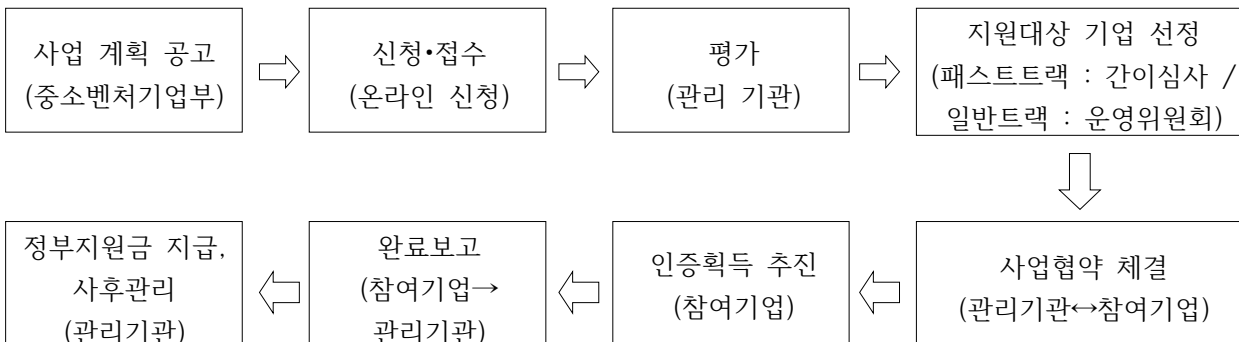 사업 계획 공고
(중소벤처기업부)
신청•접수
(온라인 신청)
평가
(관리 기관)
지원대상 기업 선정
(패스트트랙 : 간이심사 /
일반트랙 : 운영위원회)
사업협약 체결
(관리기관↔참여기업)
인증획득 추진
(참여기업)
완료보고
(참여기업→
관리기관)
정부지원금 지급,
사후관리
(관리기관)